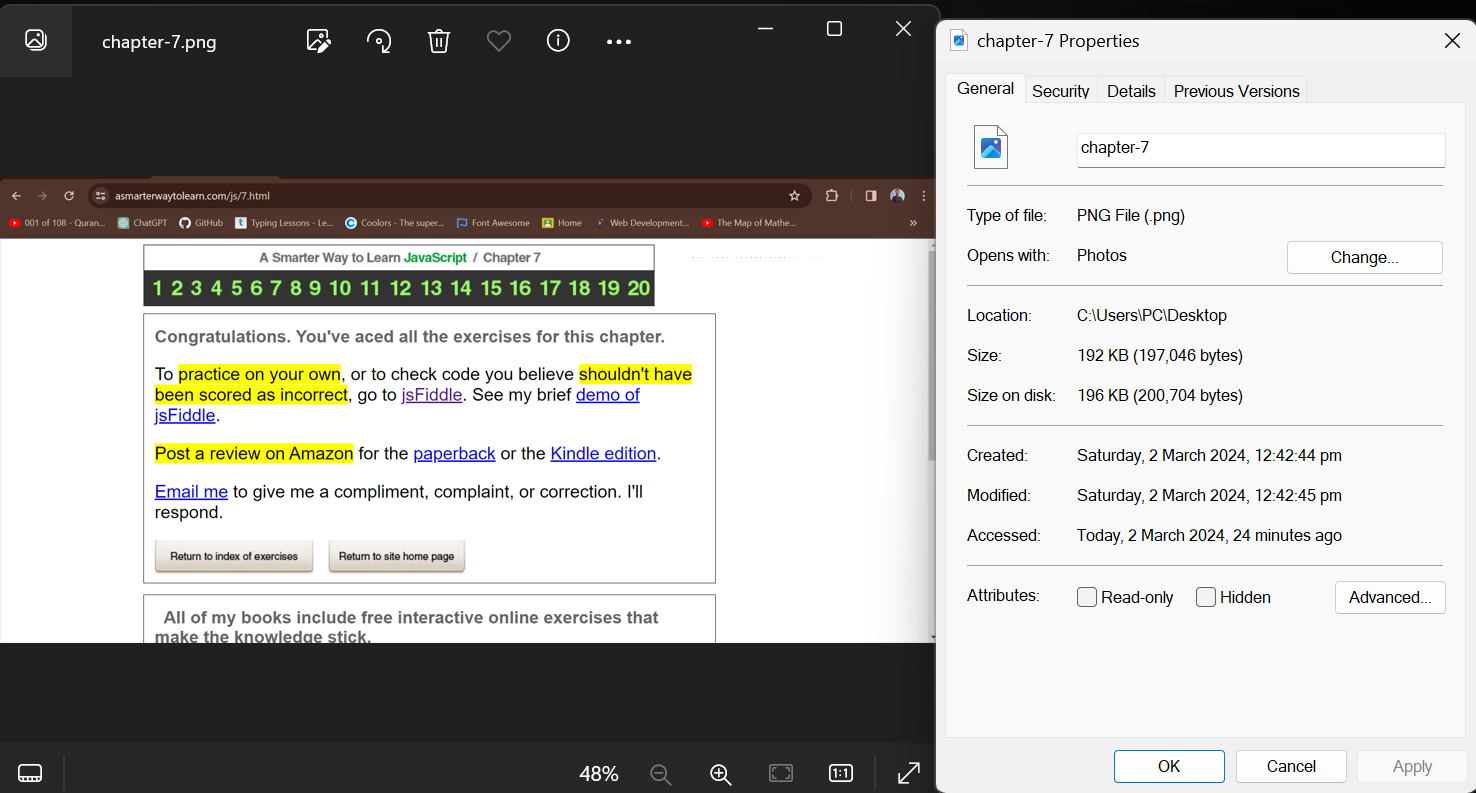 chapter-7.png
asmarterwaytolearn.com/js/7.html
001 of 108 - Quran... ChatGPT GitHub Typing Lessons - Le... Coolors - The super... Font Awesome Home Web Development... The Map of Mathe... »
A Smarter Way to Learn JavaScript / Chapter 7
1 2 3 4 5 6 7 8 9 10 11 12 13 14 15 16 17 18 19 20
Congratulations. You've aced all the exercises for this chapter.
To practice on your own, or to check code you believe shouldn't have
been scored as incorrect, go to jsFiddle. See my brief demo of
jsFiddle.
Post a review on Amazon for the paperback or the Kindle edition.
Email me to give me a compliment, complaint, or correction. I'll
respond.
Return to index of exercises Return to site home page
All of my books include free interactive online exercises that
make the knowledge stick.
48% 1:1
chapter-7 Properties
General Security Details Previous Versions
chapter-7
Type of file: PNG File (.png)
Opens with: Photos Change...
Location: C:\Users\PC\Desktop
Size: 192 KB (197,046 bytes)
Size on disk: 196 KB (200,704 bytes)
Created: Saturday, 2 March 2024, 12:42:44 pm
Modified: Saturday, 2 March 2024, 12:42:45 pm
Accessed: Today, 2 March 2024, 24 minutes ago
Attributes: Read-only Hidden Advanced...
OK Cancel Apply